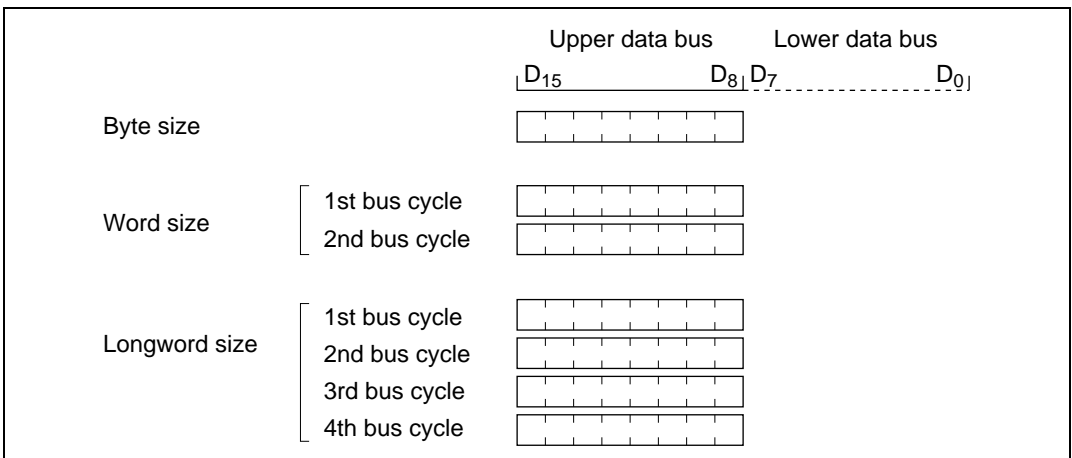 Upper data bus Lower data bus
D15 D8 D7 D0
Byte size
Word size
1st bus cycle
2nd bus cycle
Longword size
1st bus cycle
2nd bus cycle
3rd bus cycle
4th bus cycle